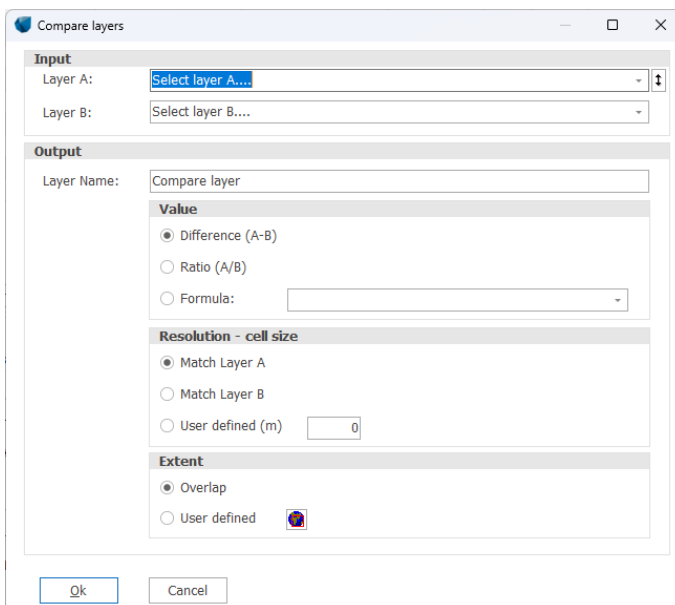 Compare layers
Input
Layer A: Select layer A....
Layer B: Select layer B....
Output
Layer Name: Compare layer
Value
Difference (A-B)
Ratio (A/B)
Formula:
Resolution - cell size
Match Layer A
Match Layer B
User defined (m) 0
Extent
Overlap
User defined
Ok Cancel